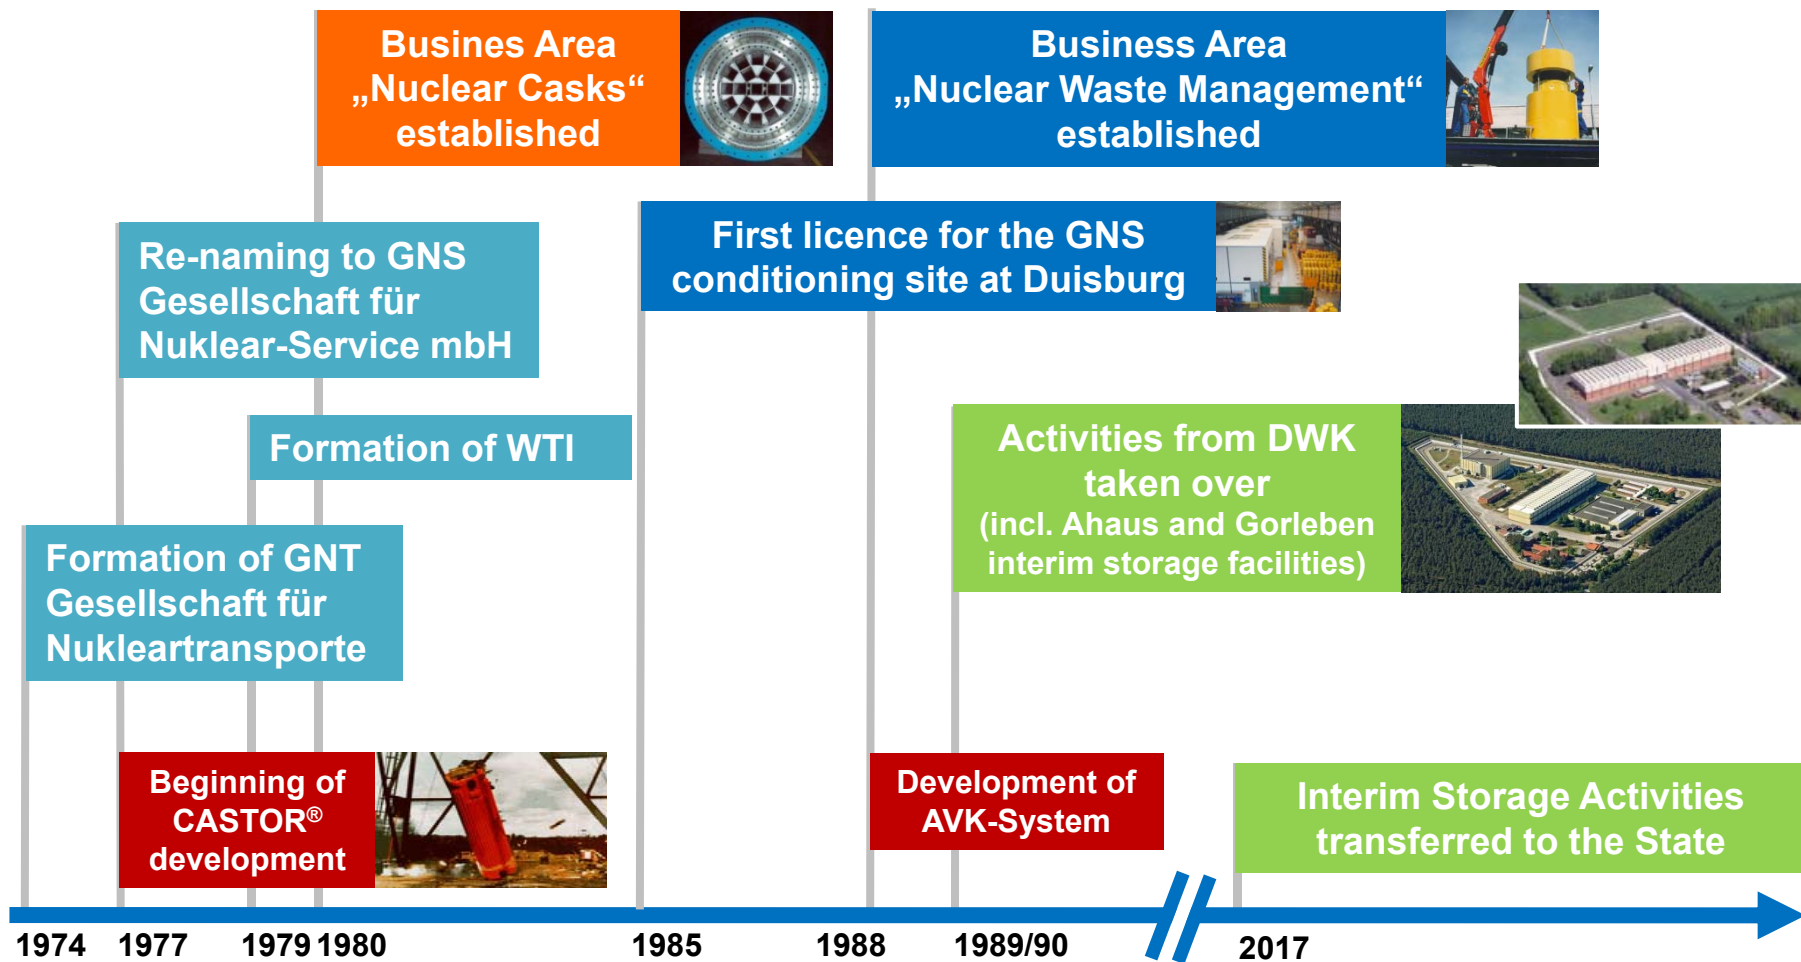 Busines Area
„Nuclear Casks“
established
Business Area
„Nuclear Waste Management“
established
Re-naming to GNS
Gesellschaft für
Nuklear-Service mbH
First licence for the GNS
conditioning site at Duisburg
Formation of WTI
Activities from DWK
taken over
(incl. Ahaus and Gorleben
interim storage facilities)
Formation of GNT
Gesellschaft für
Nukleartransporte
Beginning of
CASTOR®
development
Development of
AVK-System
Interim Storage Activities
transferred to the State
1974 1977 1979 1980 1985 1988 1989/90 2017